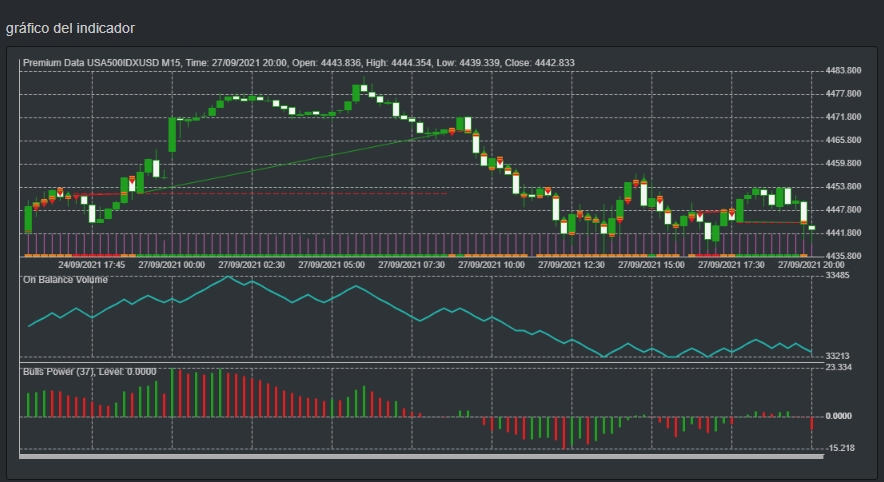 gráfico del indicador
Premium Data USA500IDXUSD M15, Time: 27/09/2021 20:00, Open: 4443.836, High: 4444.354, Low: 4439.339, Close: 4442.833
4483.800
4477.800
4471.800
4465.800
4459.800
4453.800
4447.800
4441.800
4435.800
24/09/2021 17:45 27/09/2021 00:00 27/09/2021 02:30 27/09/2021 05:00 27/09/2021 07:30 27/09/2021 10:00 27/09/2021 12:30 27/09/2021 15:00 27/09/2021 17:30 27/09/2021 20:00
On Balance Volume
33485
33213
Bulls Power (37), Level: 0.0000
23.334
0.0000
-15.218